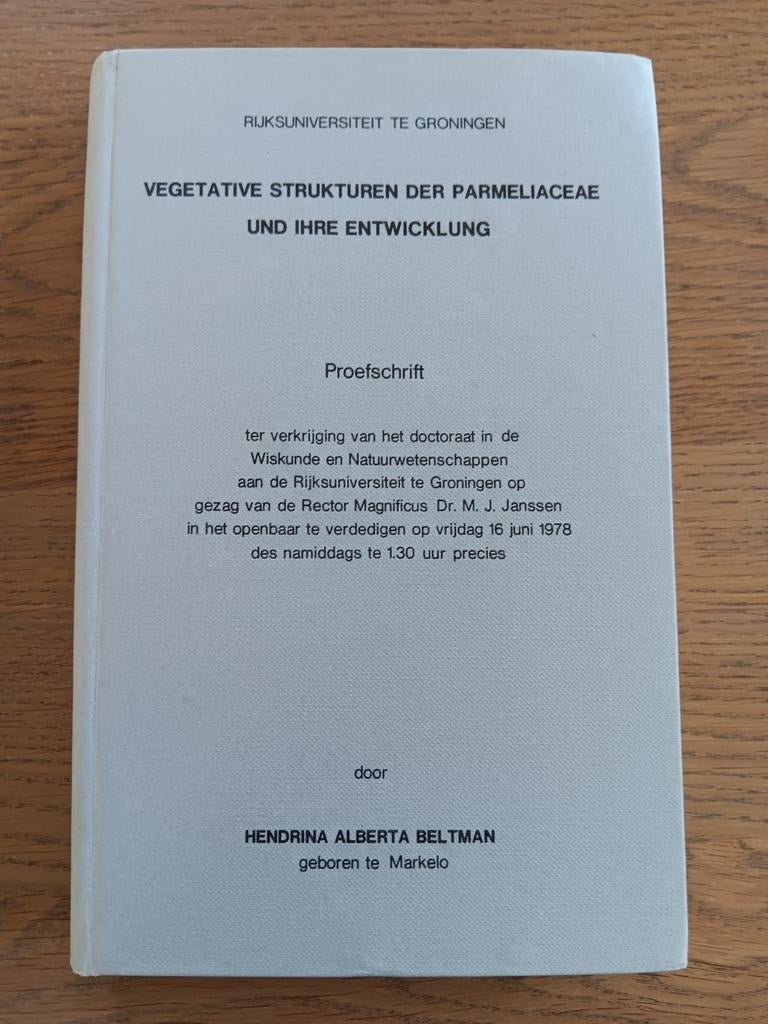 RIJKSUNIVERSITEIT TE GRONINGEN
VEGETATIVE STRUKTUREN DER PARMELIACEAE
UND IHRE ENTWICKLUNG
Proefschrift
ter verkrijging van het doctoraat in de
Wiskunde en Natuurwetenschappen
aan de Rijksuniversiteit te Groningen op
gezag van de Rector Magnificus Dr. M. J. Janssen
in het openbaar te verdedigen op vrijdag 16 juni 1978
des namiddags te 1.30 uur precies
door
HENDRINA ALBERTA BELTMAN
geboren te Markelo